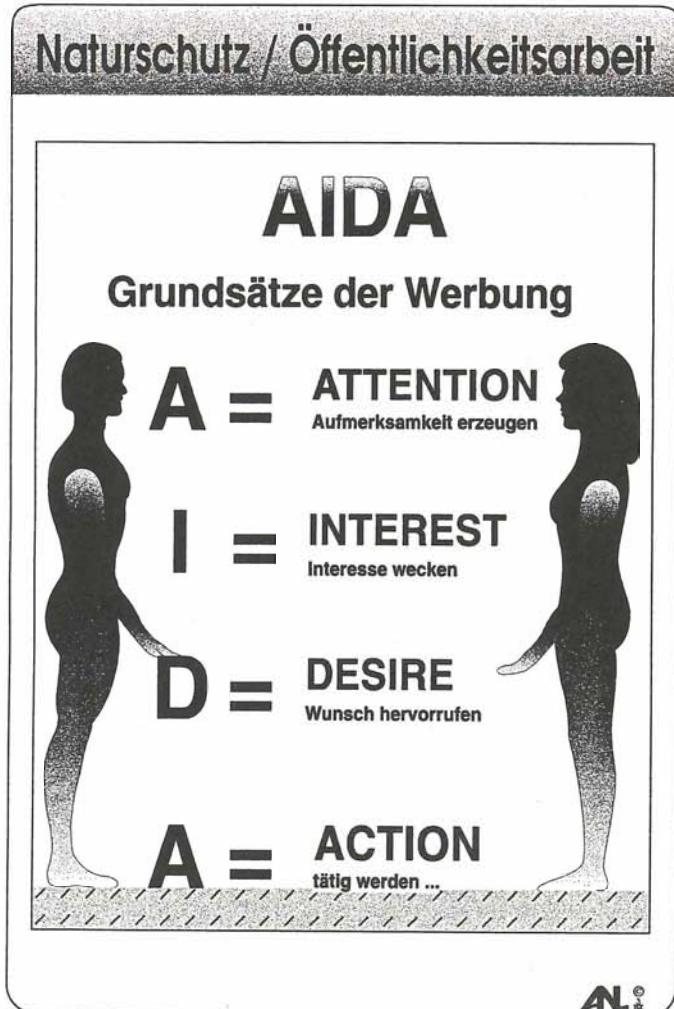 Naturschutz / Öffentlichkeitsarbeit
AIDA
Grundsätze der Werbung
A = ATTENTION
Aufmerksamkeit erzeugen
I = INTEREST
Interesse wecken
D = DESIRE
Wunsch hervorrufen
A = ACTION
tätig werden ...
ANL ©